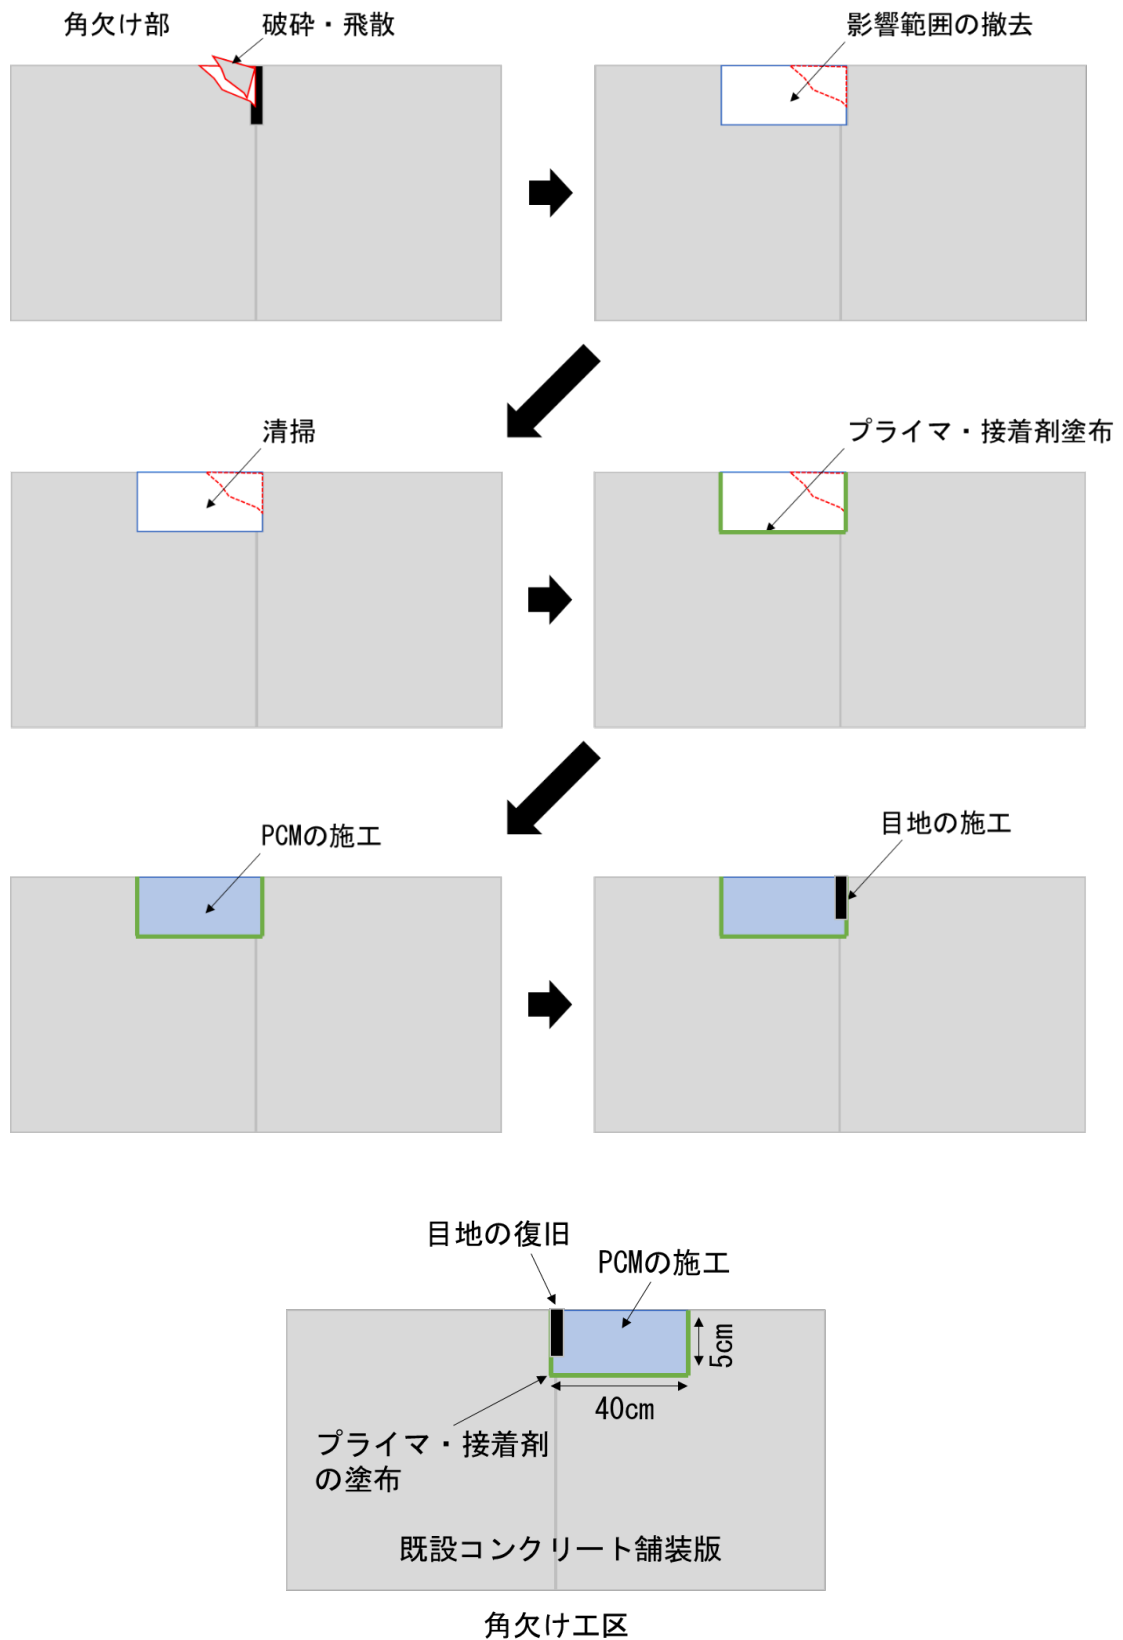 角欠け部
破砕・飛散
影響範囲の撤去
清掃
プライマ・接着剤塗布
PCMの施工
目地の施工
目地の復旧
PCMの施工
5cm
40cm
プライマ・接着剤
の塗布
既設コンクリート舗装版
角欠け工区